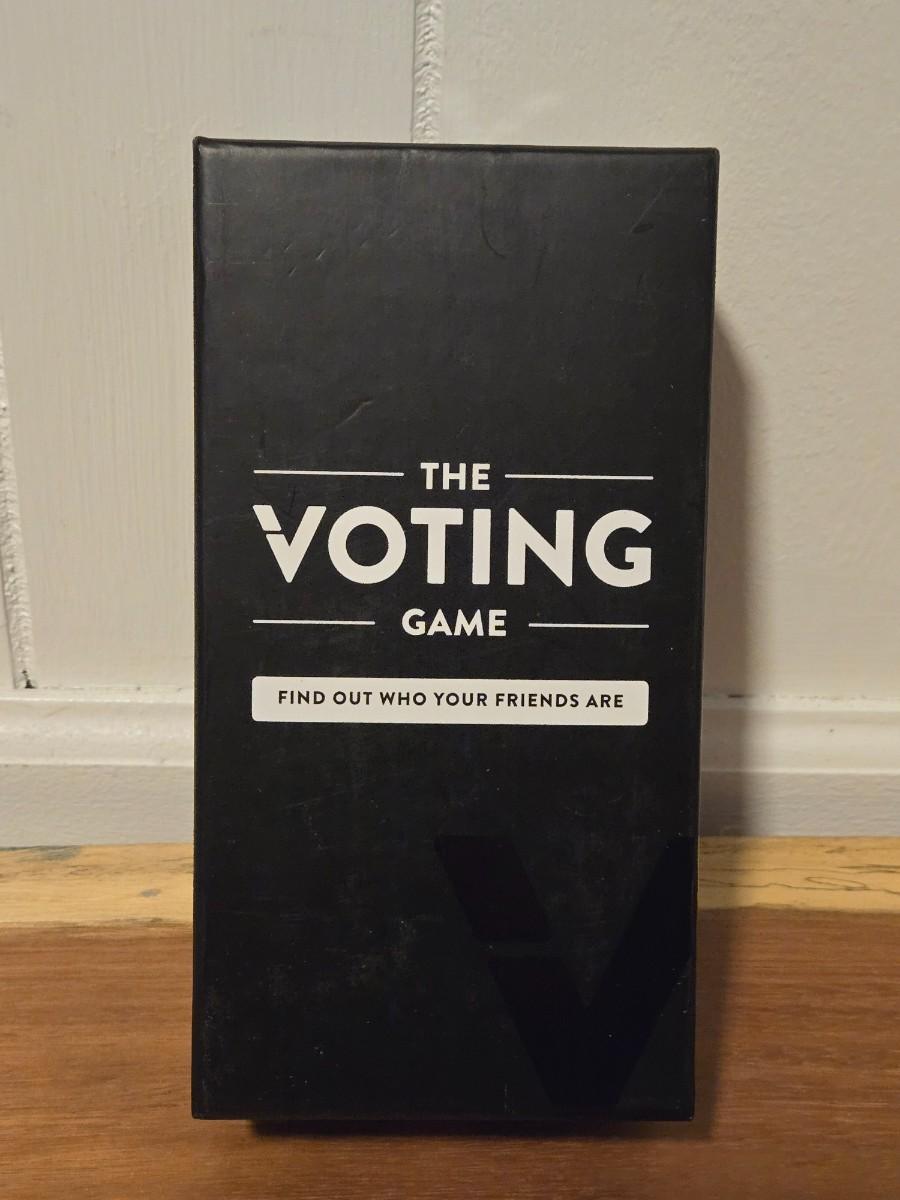 THE
VOTING
GAME
FIND OUT WHO YOUR FRIENDS ARE